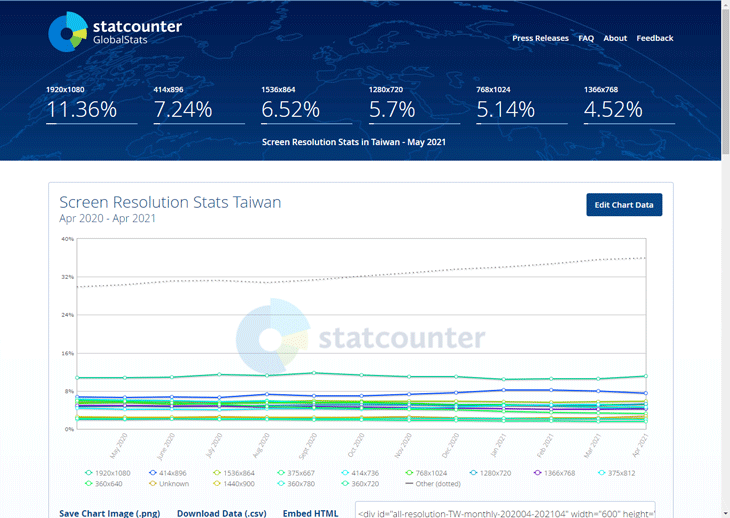 statcounter
GlobalStats
Press Releases FAQ About Feedback
1920x1080 414x896 1536x864 1280x720 768x1024 1366x768
11.36% 7.24% 6.52% 5.7% 5.14% 4.52%
Screen Resolution Stats in Taiwan - May 2021
Screen Resolution Stats Taiwan
Apr 2020 - Apr 2021
Edit Chart Data
40%
32%
24%
16%
8%
0%
statcounter
May 2020 June 2020 July 2020 Aug 2020 Sept 2020 Oct 2020 Nov 2020 Dec 2020 Jan 2021 Feb 2021 Mar 2021 Apr 2021
1920x1080 414x896 1536x864 375x667 414x736 768x1024 1280x720 1366x768 375x812
360x640 Unknown 1440x900 360x780 360x720 Other (dotted)
Save Chart Image (.png) Download Data (.csv) Embed HTML
<div id="all-resolution-TW-monthly-202004-202104" width="600" height=